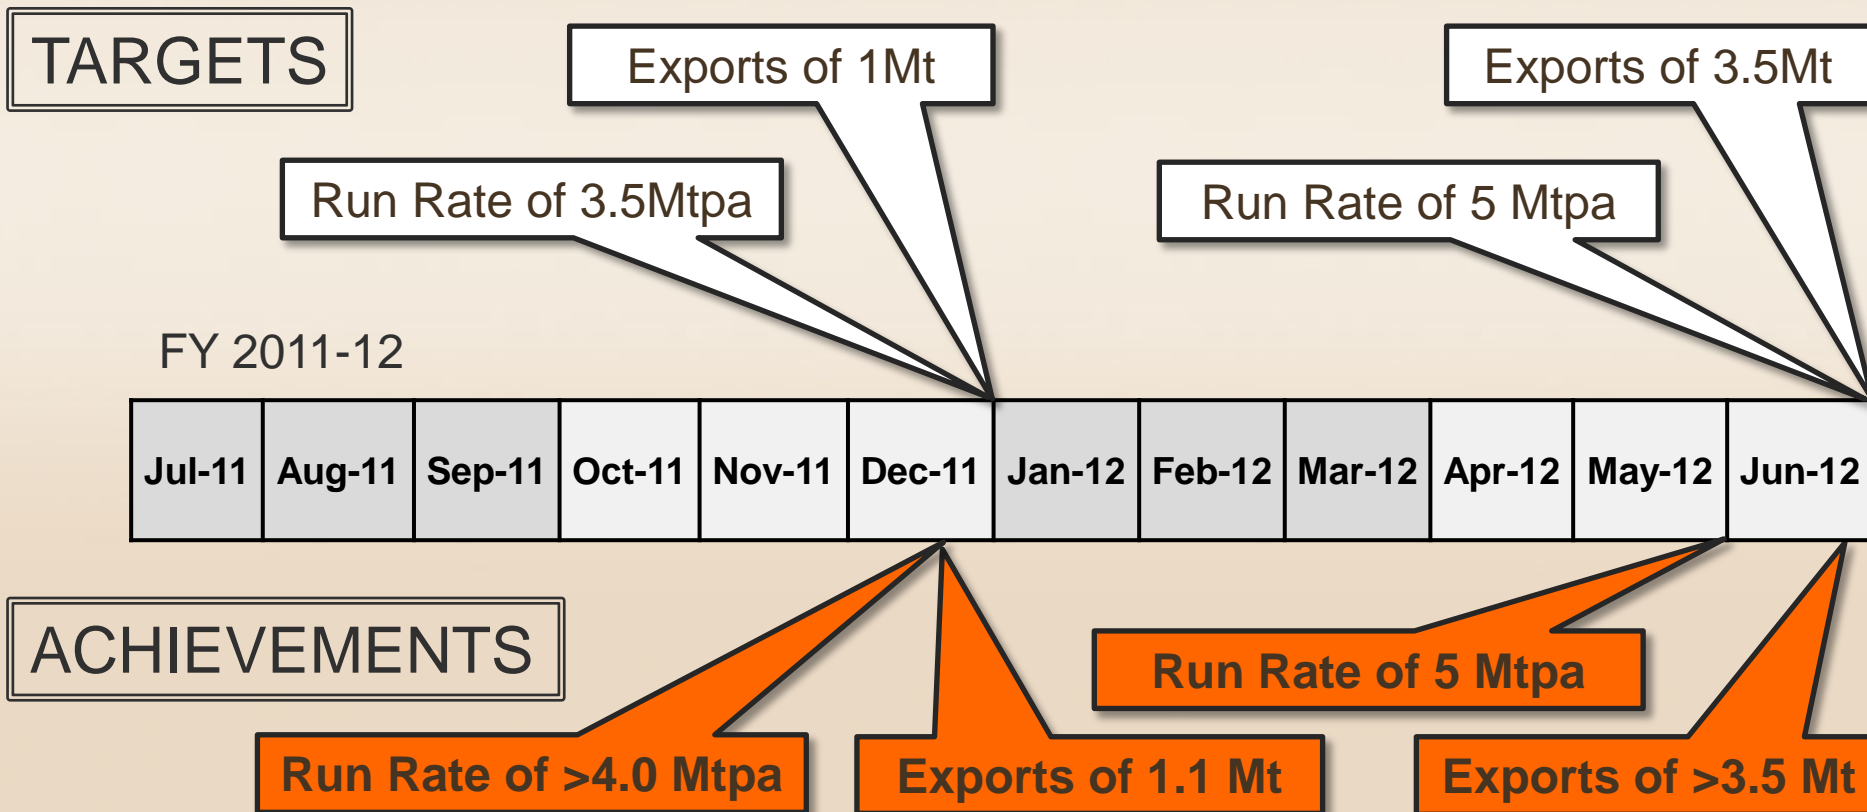 TARGETS
Exports of 1Mt
Exports of 3.5Mt
Run Rate of 3.5Mtpa
Run Rate of 5 Mtpa
FY 2011-12
Jul-11 Aug-11 Sep-11 Oct-11 Nov-11 Dec-11 Jan-12 Feb-12 Mar-12 Apr-12 May-12 Jun-12
ACHIEVEMENTS
Run Rate of 5 Mtpa
Run Rate of >4.0 Mtpa
Exports of 1.1 Mt
Exports of >3.5 Mt